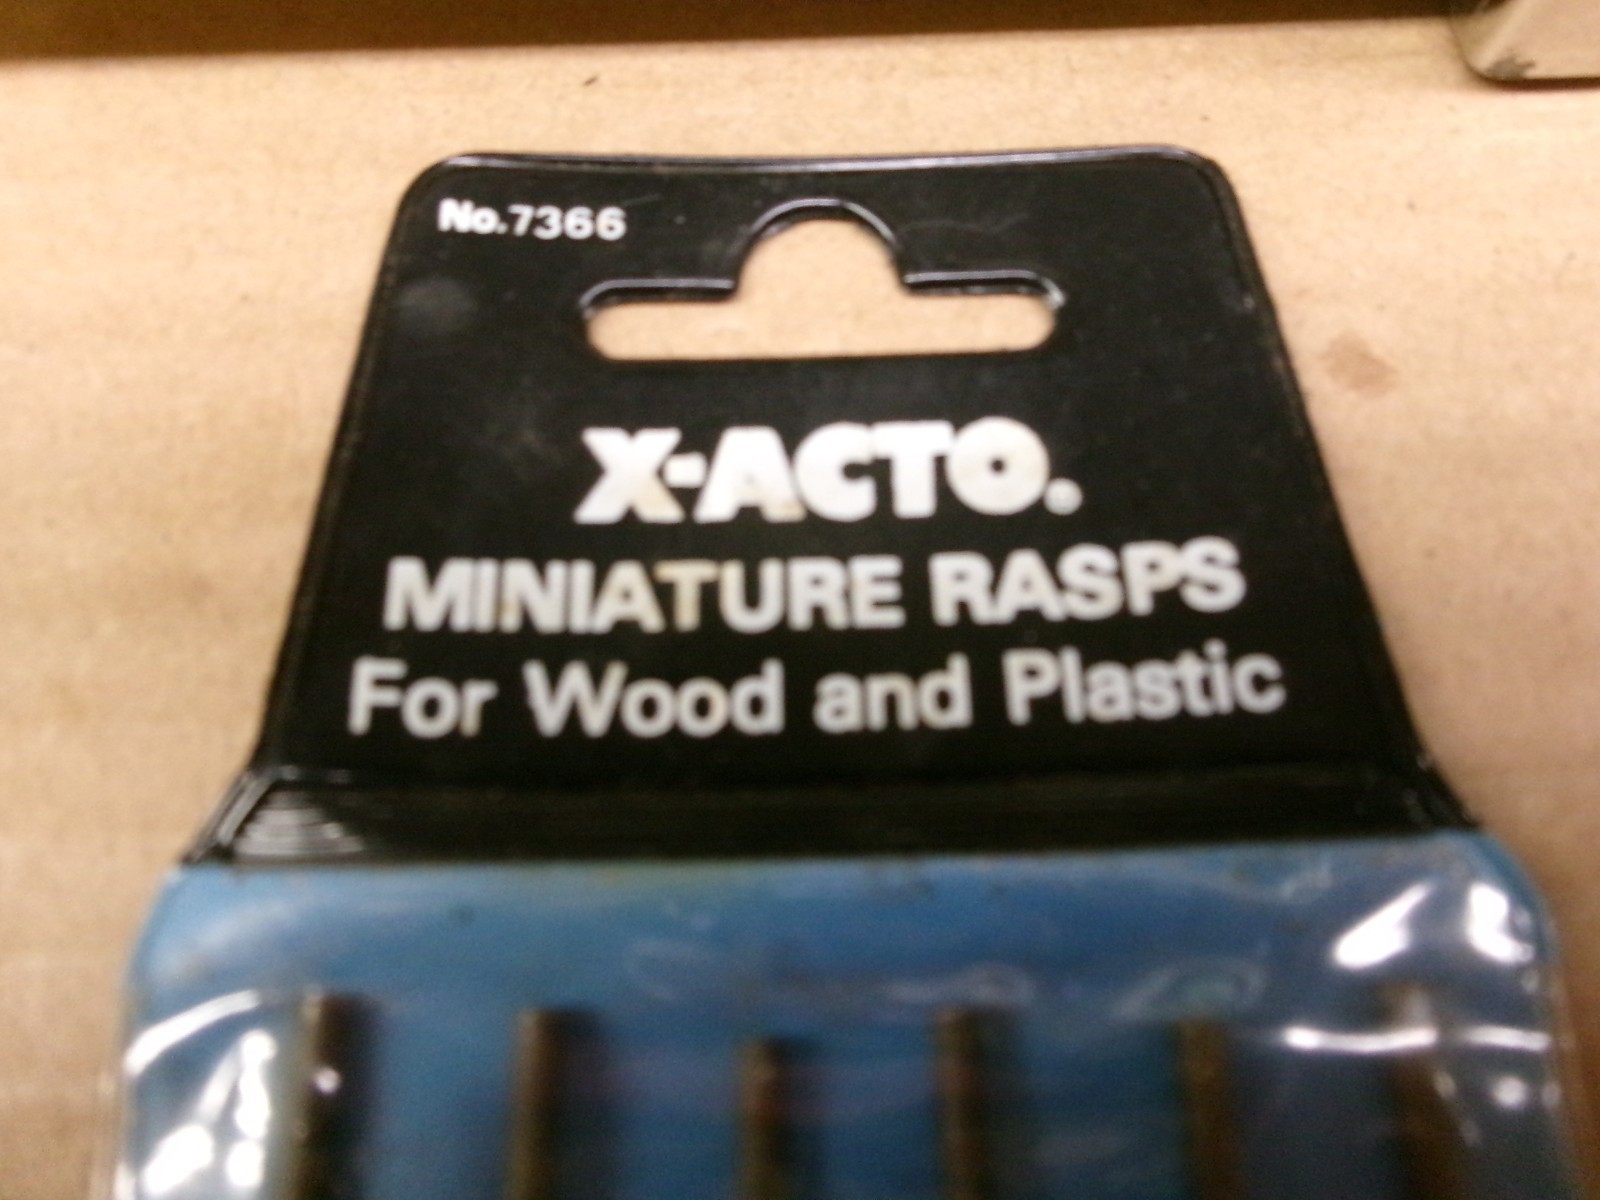 No.7366
X-ACTO®
MINIATURE RASPS
For Wood and Plastic